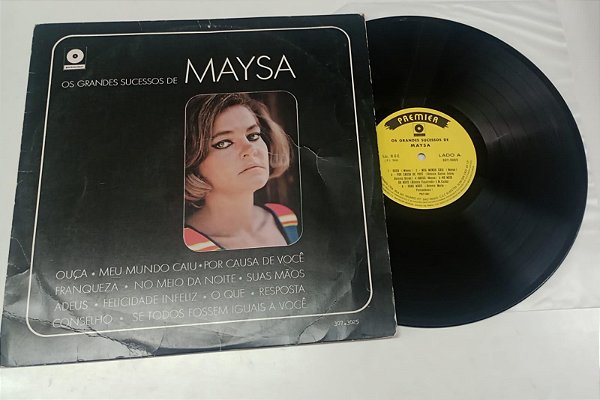 OS GRANDES SUCESSOS DE MAYSA
OUÇA • MEU MUNDO CAIU • POR CAUSA DE VOCÊ
FRANQUEZA • NO MEIO DA NOITE • SUAS MÃOS
ADEUS • FELICIDADE INFELIZ • O QUE • RESPOSTA
CONSELHO • SE TODOS FOSSEM IGUAIS A VOCÊ
307-3025
PREMIER
OS GRANDES SUCESSOS DE
MAYSA
LADO A